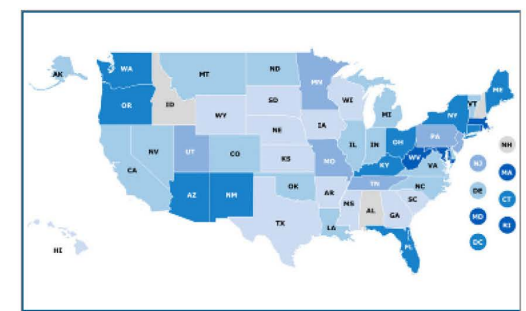 AK
WA
MT
ND
MN
ME
VT
OR
ID
SD
WI
MI
NY
WY
IA
PA
NE
OH
NH
NV
UT
CO
IL
IN
WV
VA
NJ
MA
CA
KS
MO
KY
NC
DE
CT
AZ
NM
OK
AR
TN
SC
MD
RI
TX
LA
MS
AL
GA
DC
FL
HI